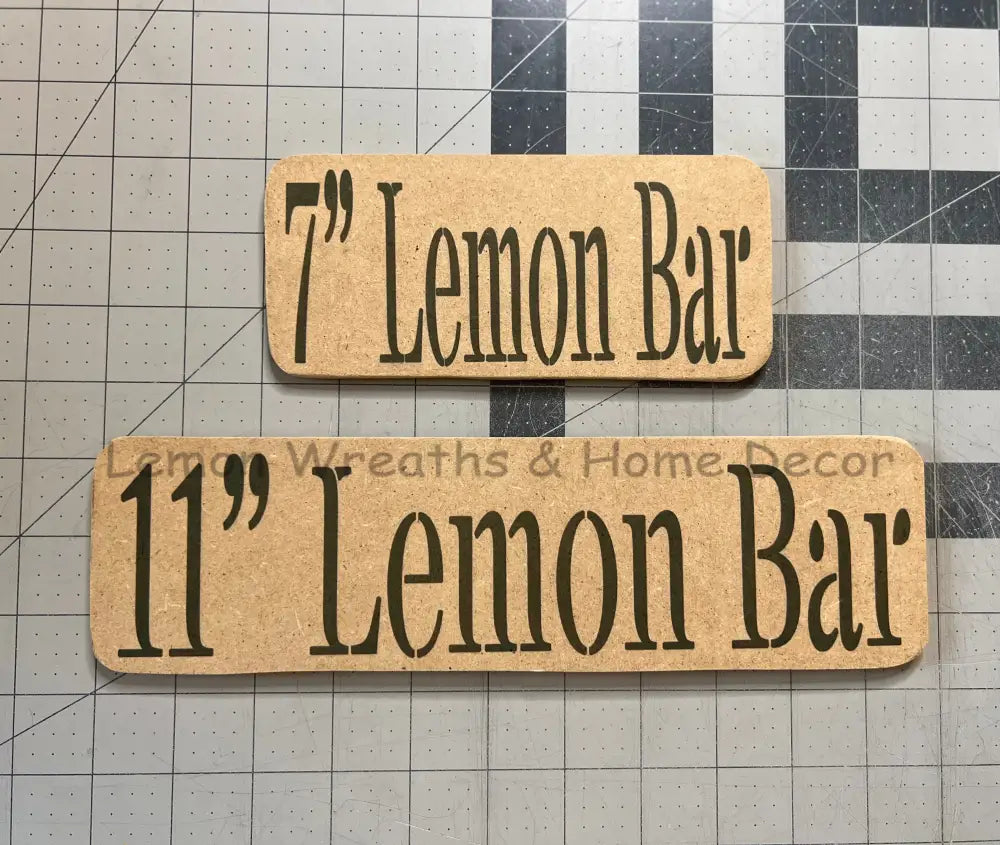 7” Lemon Bar
Lemon Wreaths & Home Decor
11” Lemon Bar